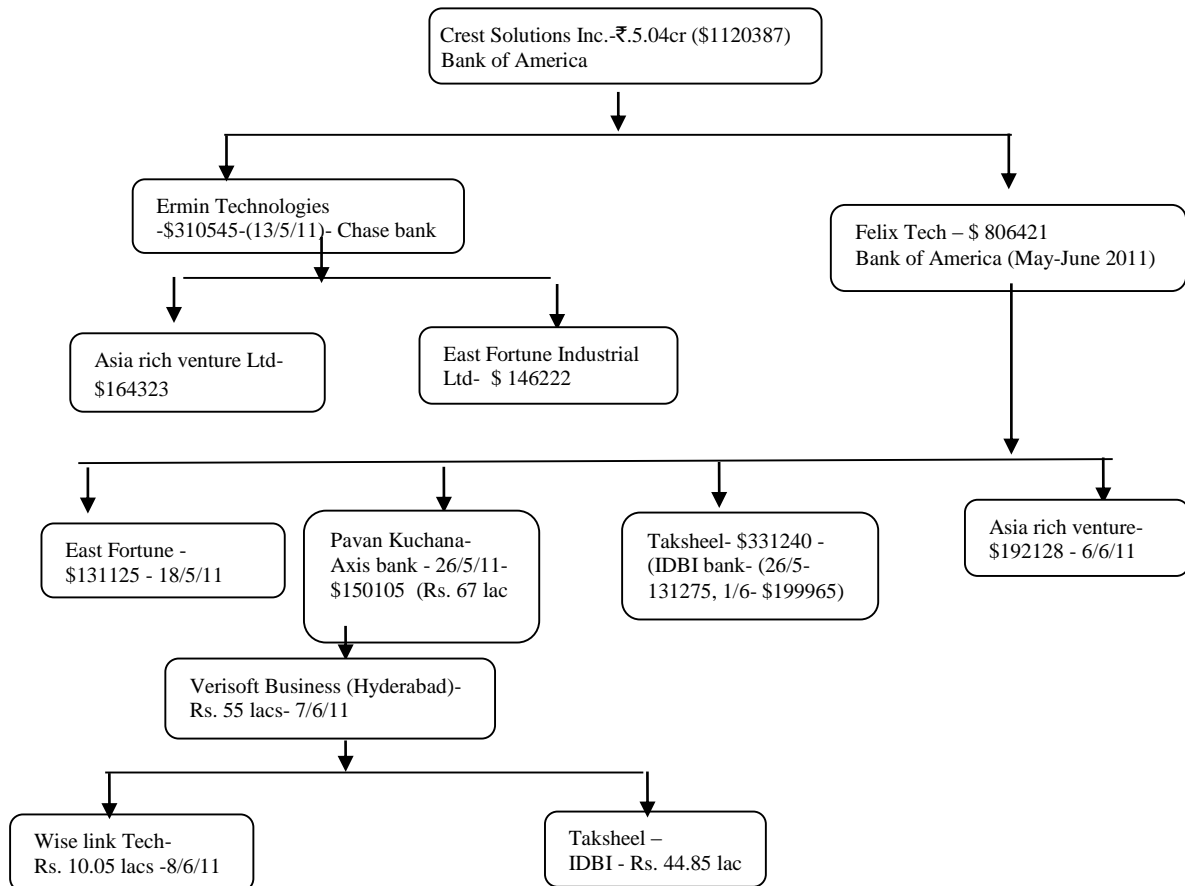 Crest Solutions Inc.-₹.5.04cr ($1120387)
Bank of America
Ermin Technologies
-$310545-(13/5/11)- Chase bank
Felix Tech – $ 806421
Bank of America (May-June 2011)
Asia rich venture Ltd-
$164323
East Fortune Industrial
Ltd- $ 146222
East Fortune -
$131125 - 18/5/11
Pavan Kuchana-
Axis bank - 26/5/11-
$150105 (Rs. 67 lac
Taksheel- $331240 -
(IDBI bank- (26/5-
131275, 1/6- $199965)
Asia rich venture-
$192128 - 6/6/11
Verisoft Business (Hyderabad)-
Rs. 55 lacs- 7/6/11
Wise link Tech-
Rs. 10.05 lacs -8/6/11
Taksheel –
IDBI - Rs. 44.85 lac